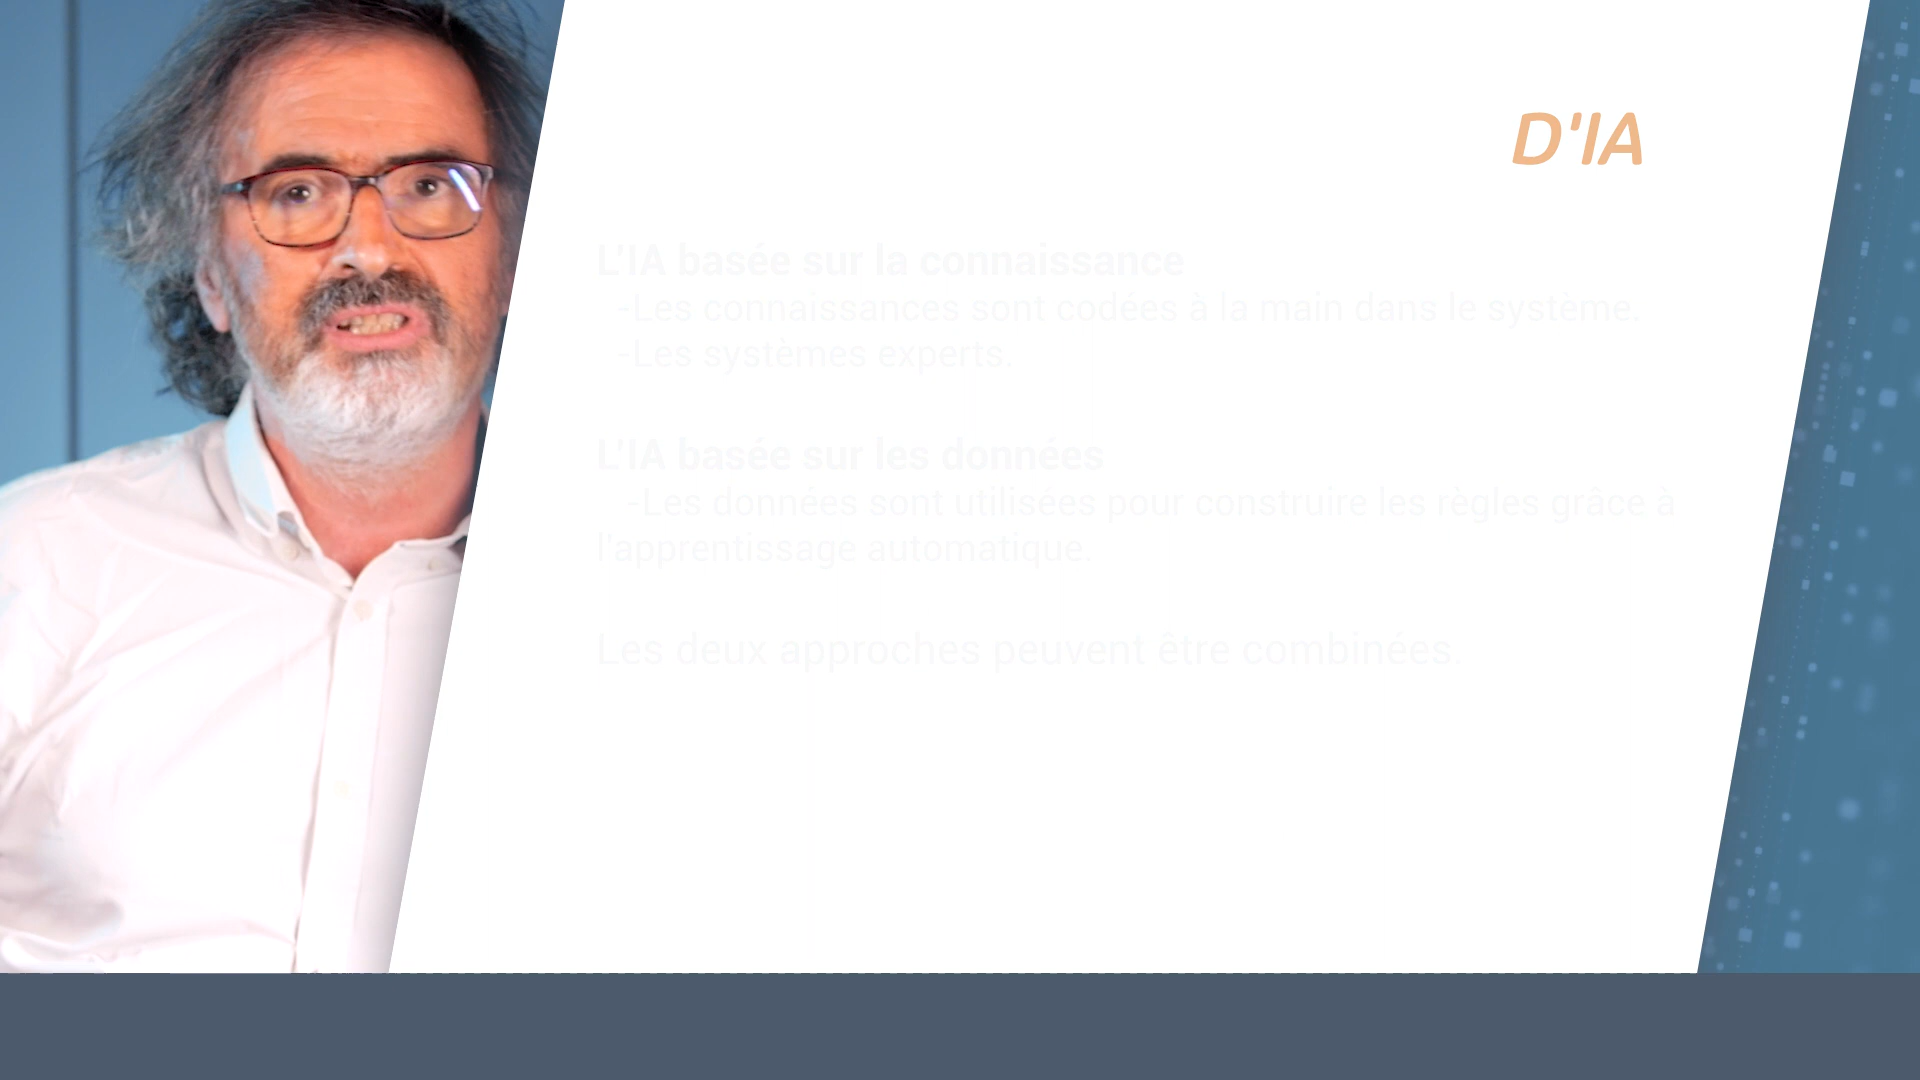 D'IA
L'IA basée sur la connaissance
-Les connaissances sont codées à la main dans le système.
-Les systèmes experts.
L'IA basée sur les données
-Les données sont utilisées pour construire les règles grâce à
l'apprentissage automatique.
Les deux approches peuvent être combinées.